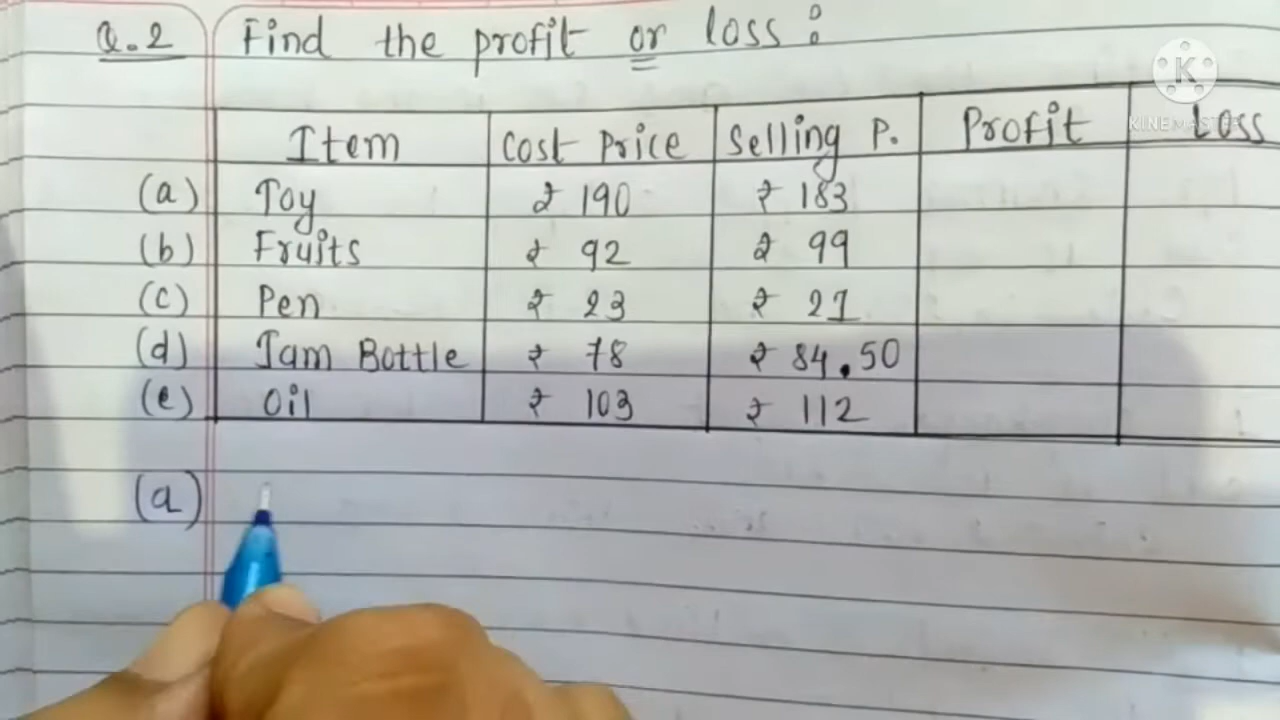 Q.2 Find the profit or loss :
Item Cost Price Selling P. Profit Loss
(a) Toy ₹ 190 ₹ 183
(b) Fruits ₹ 92 ₹ 99
(c) Pen ₹ 23 ₹ 21
(d) Jam Bottle ₹ 78 ₹ 84.50
(e) Oil ₹ 103 ₹ 112
(a)
K
KINEMASTER